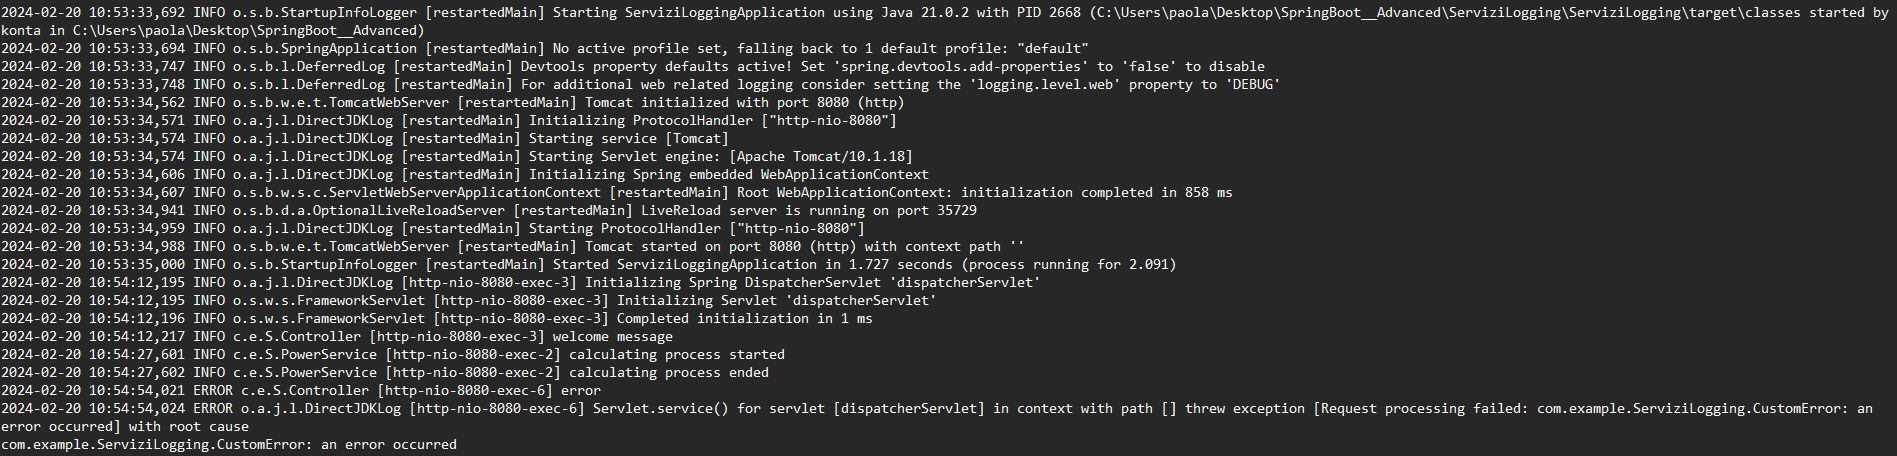 2024-02-20 10:53:33,692 INFO o.s.b.StartupInfoLogger [restartedMain] Starting ServiziLoggingApplication using Java 21.0.2 with PID 2668 (C:\Users\paola\Desktop\SpringBoot__Advanced\ServiziLogging\ServiziLogging\target\classes started by
konta in C:\Users\paola\Desktop\SpringBoot__Advanced)
2024-02-20 10:53:33,694 INFO o.s.b.SpringApplication [restartedMain] No active profile set, falling back to 1 default profile: "default"
2024-02-20 10:53:33,747 INFO o.s.b.l.DeferredLog [restartedMain] Devtools property defaults active! Set 'spring.devtools.add-properties' to 'false' to disable
2024-02-20 10:53:33,748 INFO o.s.b.l.DeferredLog [restartedMain] For additional web related logging consider setting the 'logging.level.web' property to 'DEBUG'
2024-02-20 10:53:34,562 INFO o.s.b.w.e.t.TomcatWebServer [restartedMain] Tomcat initialized with port 8080 (http)
2024-02-20 10:53:34,571 INFO o.a.j.l.DirectJDKLog [restartedMain] Initializing ProtocolHandler ["http-nio-8080"]
2024-02-20 10:53:34,574 INFO o.a.j.l.DirectJDKLog [restartedMain] Starting service [Tomcat]
2024-02-20 10:53:34,574 INFO o.a.j.l.DirectJDKLog [restartedMain] Starting Servlet engine: [Apache Tomcat/10.1.18]
2024-02-20 10:53:34,606 INFO o.a.j.l.DirectJDKLog [restartedMain] Initializing Spring embedded WebApplicationContext
2024-02-20 10:53:34,607 INFO o.s.b.w.s.c.ServletWebServerApplicationContext [restartedMain] Root WebApplicationContext: initialization completed in 858 ms
2024-02-20 10:53:34,941 INFO o.s.b.d.a.OptionalLiveReloadServer [restartedMain] LiveReload server is running on port 35729
2024-02-20 10:53:34,959 INFO o.a.j.l.DirectJDKLog [restartedMain] Starting ProtocolHandler ["http-nio-8080"]
2024-02-20 10:53:34,988 INFO o.s.b.w.e.t.TomcatWebServer [restartedMain] Tomcat started on port 8080 (http) with context path ''
2024-02-20 10:53:35,000 INFO o.s.b.StartupInfoLogger [restartedMain] Started ServiziLoggingApplication in 1.727 seconds (process running for 2.091)
2024-02-20 10:54:12,195 INFO o.a.j.l.DirectJDKLog [http-nio-8080-exec-3] Initializing Spring DispatcherServlet 'dispatcherServlet'
2024-02-20 10:54:12,195 INFO o.s.w.s.FrameworkServlet [http-nio-8080-exec-3] Initializing Servlet 'dispatcherServlet'
2024-02-20 10:54:12,196 INFO o.s.w.s.FrameworkServlet [http-nio-8080-exec-3] Completed initialization in 1 ms
2024-02-20 10:54:12,217 INFO c.e.S.Controller [http-nio-8080-exec-3] welcome message
2024-02-20 10:54:27,601 INFO c.e.S.PowerService [http-nio-8080-exec-2] calculating process started
2024-02-20 10:54:27,602 INFO c.e.S.PowerService [http-nio-8080-exec-2] calculating process ended
2024-02-20 10:54:54,021 ERROR c.e.S.Controller [http-nio-8080-exec-6] error
2024-02-20 10:54:54,024 ERROR o.a.j.l.DirectJDKLog [http-nio-8080-exec-6] Servlet.service() for servlet [dispatcherServlet] in context with path [] threw exception [Request processing failed: com.example.ServiziLogging.CustomError: an
error occurred] with root cause
com.example.ServiziLogging.CustomError: an error occurred